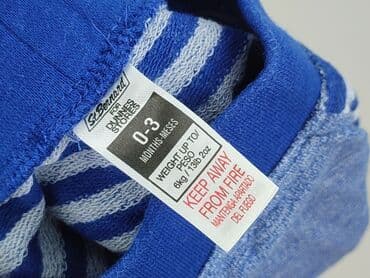 St.Bernard
FOR
DUNNES
STORES
0-3
MONTHS·MESES
WEIGHT UP TO/
PESO
6kg / 13lb 2oz
KEEP AWAY
FROM FIRE
MANTENGA APARTADO
DEL FUEGO